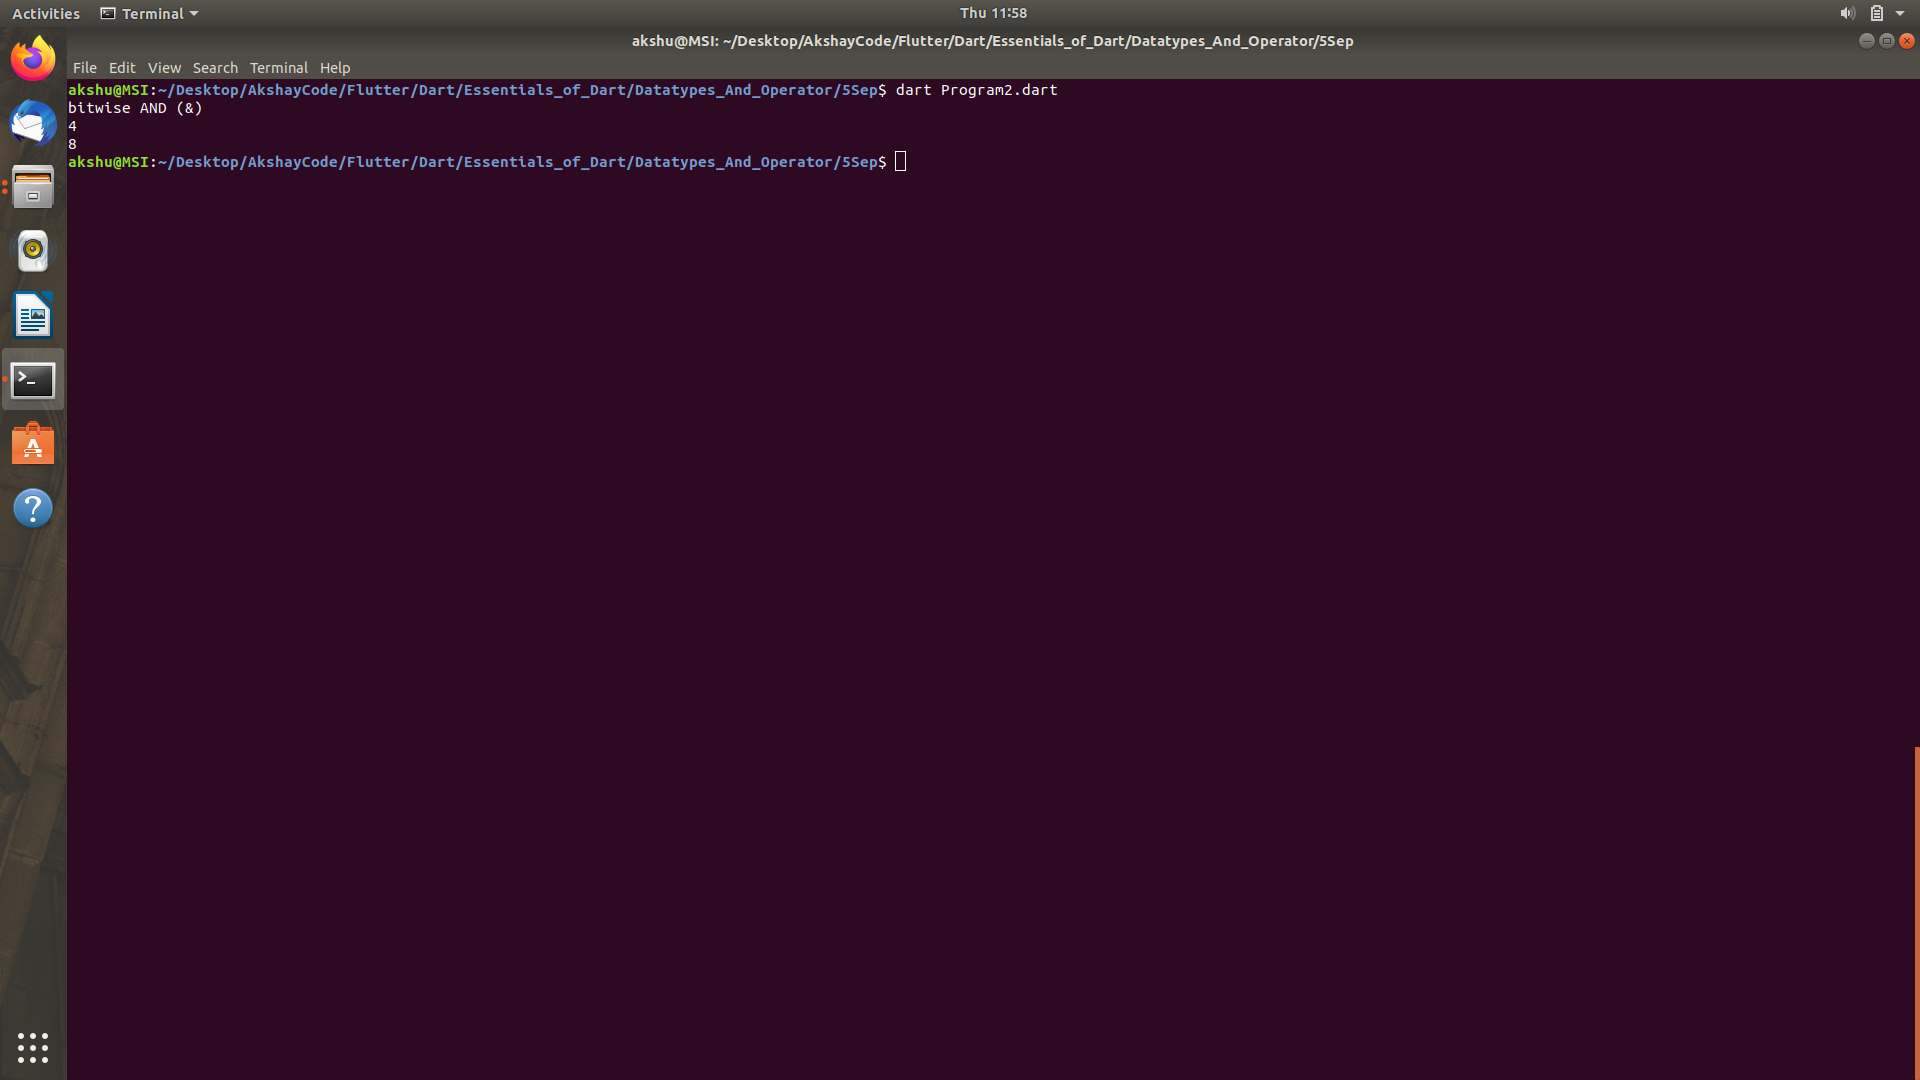 Activities
Terminal
Thu 11:58
akshu@MSI: ~/Desktop/AkshayCode/Flutter/Dart/Essentials_of_Dart/Datatypes_And_Operator/5Sep
File Edit View Search Terminal Help
akshu@MSI:~/Desktop/AkshayCode/Flutter/Dart/Essentials_of_Dart/Datatypes_And_Operator/5Sep$ dart Program2.dart
bitwise AND (&)
4
8
akshu@MSI:~/Desktop/AkshayCode/Flutter/Dart/Essentials_of_Dart/Datatypes_And_Operator/5Sep$